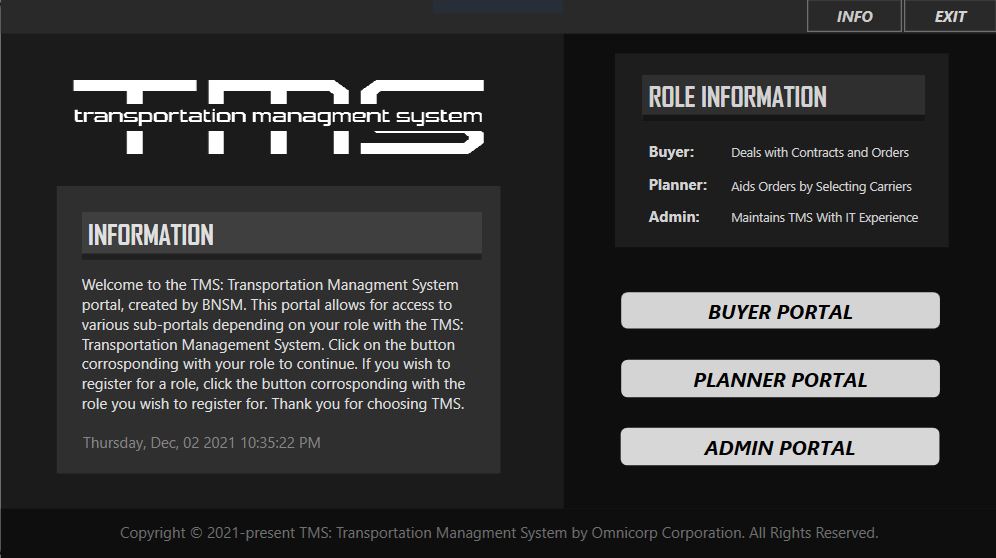 INFO
EXIT
TMS
transportation managment system
INFORMATION
Welcome to the TMS: Transportation Managment System
portal, created by BNSM. This portal allows for access to
various sub-portals depending on your role with the TMS:
Transportation Management System. Click on the button
corrosponding with your role to continue. If you wish to
register for a role, click the button corrosponding with the
role you wish to register for. Thank you for choosing TMS.
Thursday, Dec, 02 2021 10:35:22 PM
ROLE INFORMATION
Buyer: Deals with Contracts and Orders
Planner: Aids Orders by Selecting Carriers
Admin: Maintains TMS With IT Experience
BUYER PORTAL
PLANNER PORTAL
ADMIN PORTAL
Copyright © 2021-present TMS: Transportation Managment System by Omnicorp Corporation. All Rights Reserved.